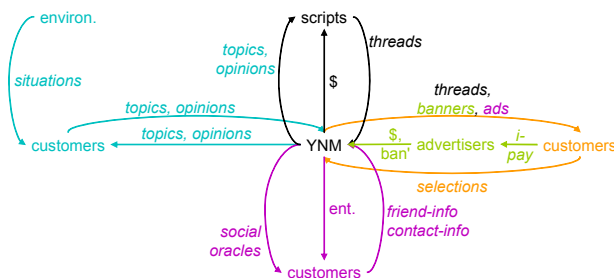 environ.
scripts
situations
topics,
opinions
threads
$
topics, opinions
threads,
banners, ads
customers
topics, opinions
YNM
$,
ban'
advertisers
i-
pay
customers
selections
social
oracles
ent.
friend-info
contact-info
customers